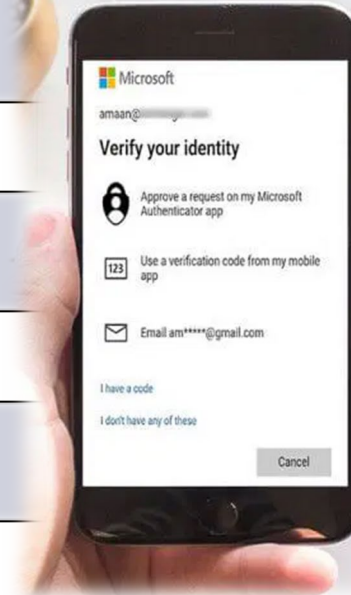 Microsoft
amaan@
Verify your identity
Approve a request on my Microsoft
Authenticator app
123
Use a verification code from my mobile
app
Email am*****@gmail.com
I have a code
I don't have any of these
Cancel